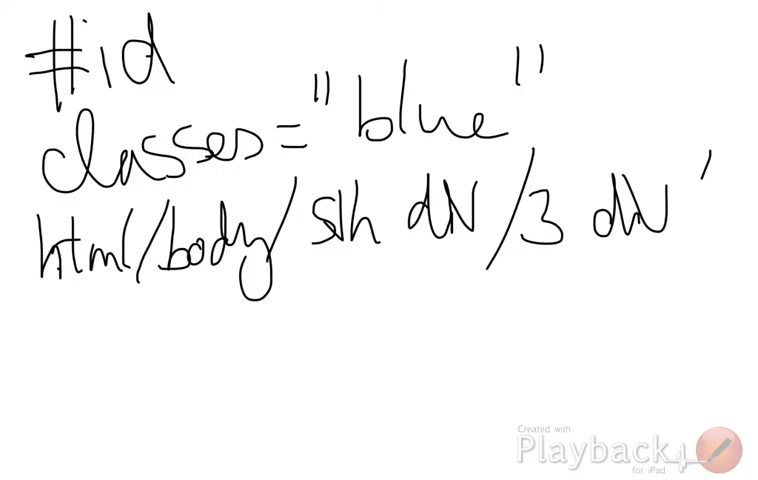 #id
classes="blue"
html/body/5th div/3 div
Created with
Playback
for iPad